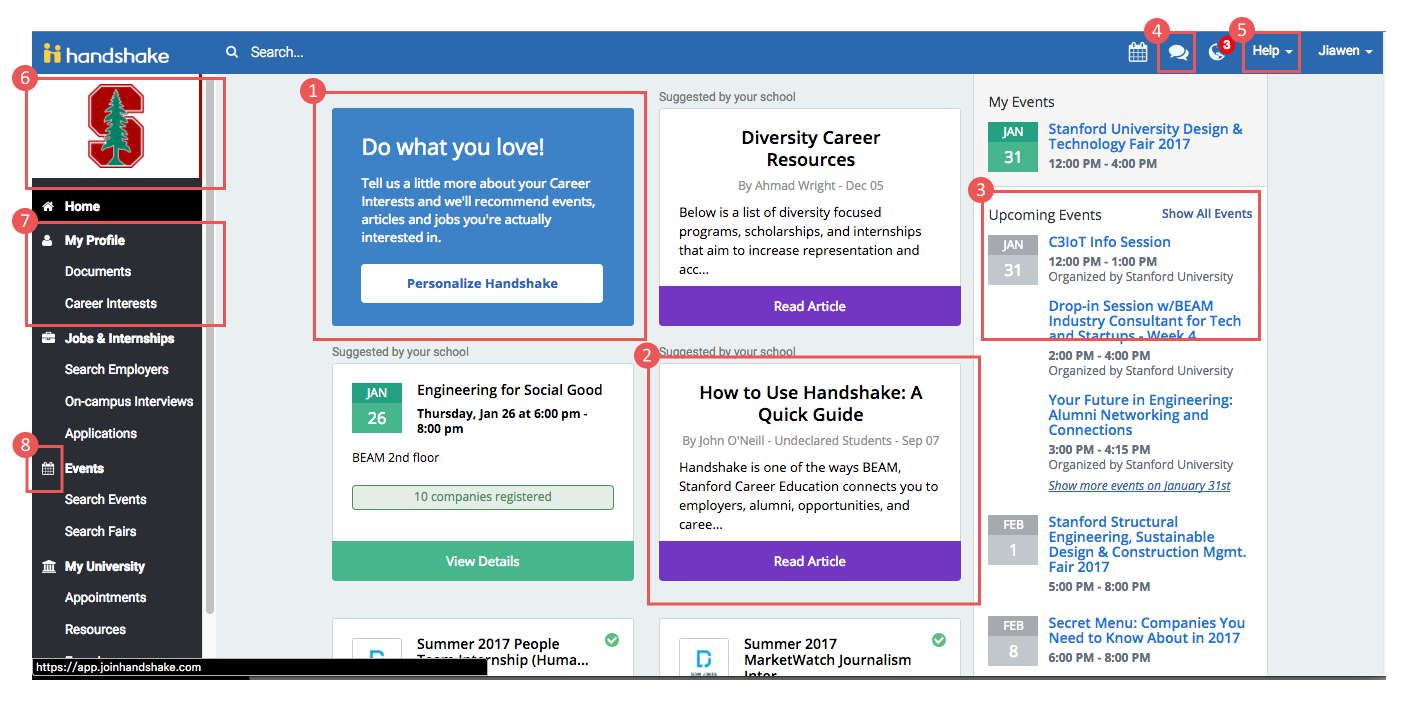 handshake
Search...
4
3
5
Help
Jiawen
6
S
Home
7
My Profile
Documents
Career Interests
Jobs & Internships
Search Employers
On-campus Interviews
Applications
8
Events
Search Events
Search Fairs
My University
Appointments
Resources
https://app.joinhandshake.com
1
Do what you love!
Tell us a little more about your Career
Interests and we'll recommend events,
articles and jobs you're actually
interested in.
Personalize Handshake
Suggested by your school
Diversity Career
Resources
By Ahmad Wright - Dec 05
Below is a list of diversity focused
programs, scholarships, and internships
that aim to increase representation and
acc...
Read Article
Suggested by your school
JAN
26
Engineering for Social Good
Thursday, Jan 26 at 6:00 pm -
8:00 pm
BEAM 2nd floor
10 companies registered
View Details
2
Suggested by your school
How to Use Handshake: A
Quick Guide
By John O'Neill - Undeclared Students - Sep 07
Handshake is one of the ways BEAM,
Stanford Career Education connects you to
employers, alumni, opportunities, and
caree...
Read Article
Summer 2017 People
Team Internship (Huma...
Summer 2017
MarketWatch Journalism
Inter...
My Events
JAN
31
Stanford University Design &
Technology Fair 2017
12:00 PM - 4:00 PM
3
Upcoming Events
Show All Events
JAN
31
C3IoT Info Session
12:00 PM - 1:00 PM
Organized by Stanford University
Drop-in Session w/BEAM
Industry Consultant for Tech
and Startups - Week 4
2:00 PM - 4:00 PM
Organized by Stanford University
Your Future in Engineering:
Alumni Networking and
Connections
3:00 PM - 4:15 PM
Organized by Stanford University
Show more events on January 31st
FEB
1
Stanford Structural
Engineering, Sustainable
Design & Construction Mgmt.
Fair 2017
5:00 PM - 8:00 PM
FEB
8
Secret Menu: Companies You
Need to Know About in 2017
6:00 PM - 8:00 PM